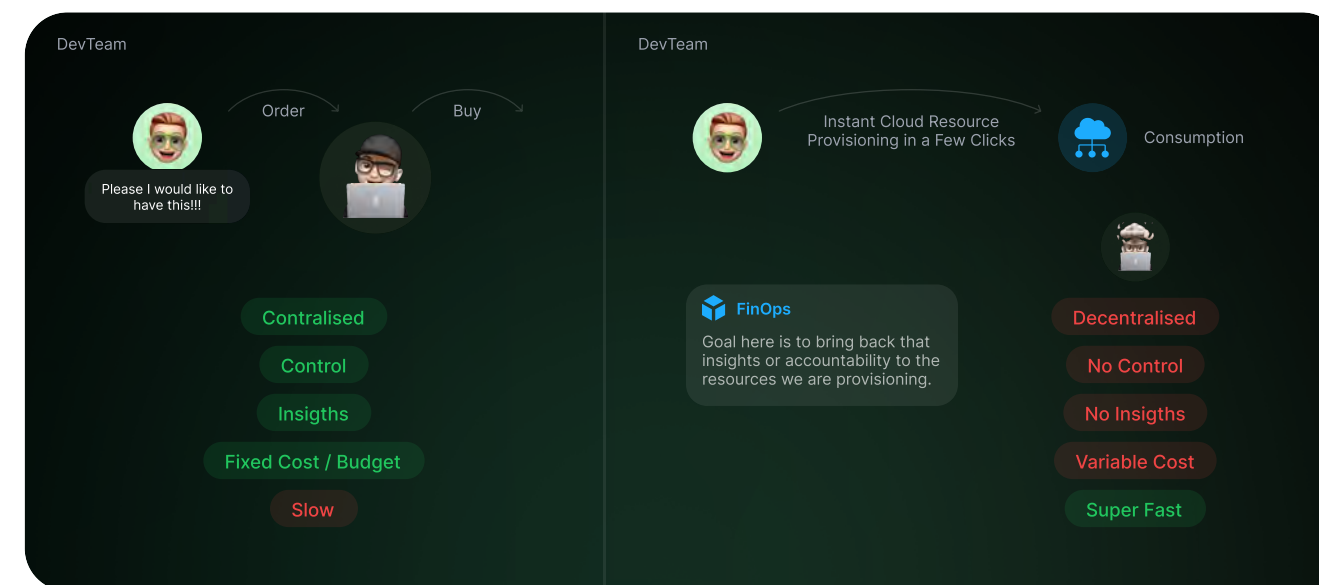 DevTeam
Order
Buy
Please I would like to
have this!!!
Contralised
Control
Insigths
Fixed Cost / Budget
Slow
DevTeam
Instant Cloud Resource
Provisioning in a Few Clicks
Consumption
FinOps
Goal here is to bring back that
insights or accountability to the
resources we are provisioning.
Decentralised
No Control
No Insigths
Variable Cost
Super Fast